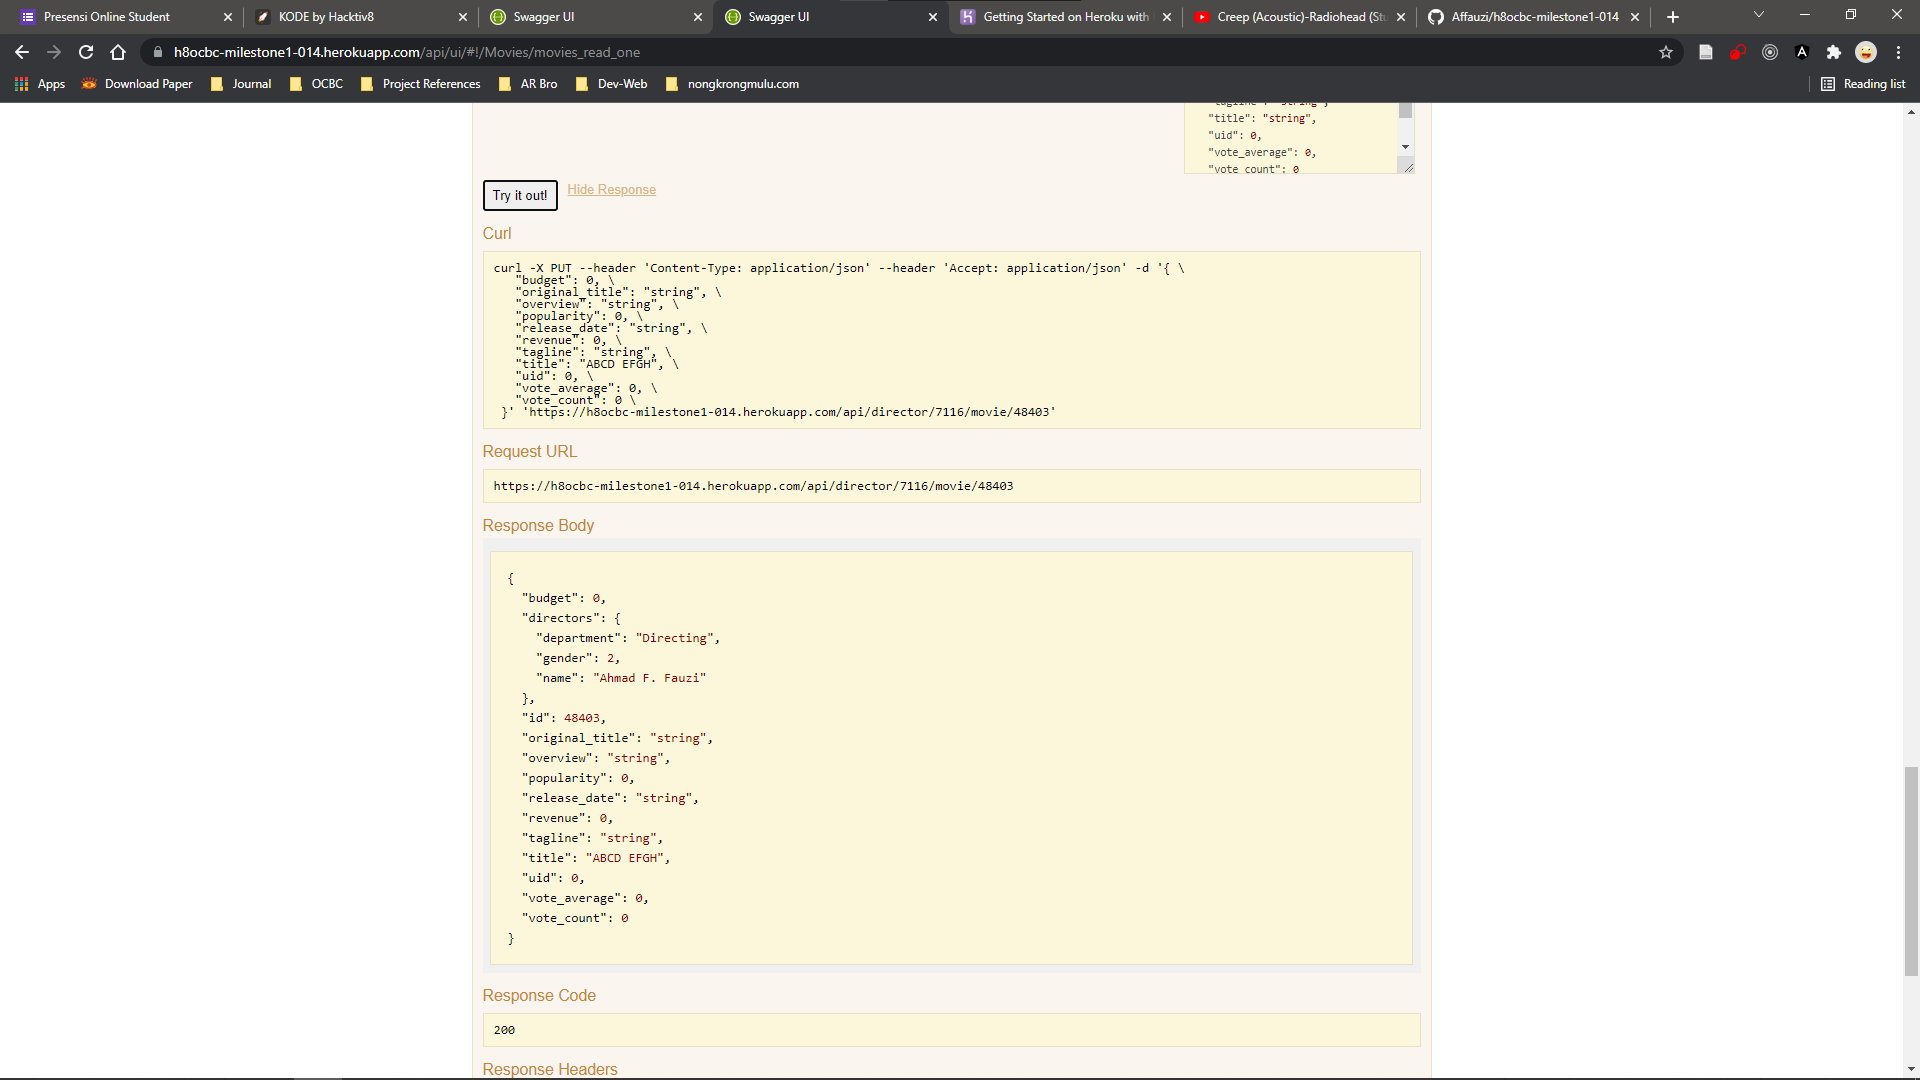 Presensi Online Student
KODE by Hacktiv8
Swagger UI
Swagger UI
Getting Started on Heroku with
Creep (Acoustic)-Radiohead (Stu
Affauzi/h8ocbc-milestone1-014
h8ocbc-milestone1-014.herokuapp.com/api/ui/#!/Movies/movies_read_one
Apps
Download Paper
Journal
OCBC
Project References
AR Bro
Dev-Web
nongkrongmulu.com
Reading list
"tagline": "string",
"title": "string",
"uid": 0,
"vote_average": 0,
"vote_count": 0
Try it out!
Hide Response
Curl
curl -X PUT --header 'Content-Type: application/json' --header 'Accept: application/json' -d '{ \
"budget": 0, \
"original_title": "string", \
"overview": "string", \
"popularity": 0, \
"release_date": "string", \
"revenue": 0, \
"tagline": "string", \
"title": "ABCD EFGH", \
"uid": 0, \
"vote_average": 0, \
"vote_count": 0 \
}' 'https://h8ocbc-milestone1-014.herokuapp.com/api/director/7116/movie/48403'
Request URL
https://h8ocbc-milestone1-014.herokuapp.com/api/director/7116/movie/48403
Response Body
{
"budget": 0,
"directors": {
"department": "Directing",
"gender": 2,
"name": "Ahmad F. Fauzi"
},
"id": 48403,
"original_title": "string",
"overview": "string",
"popularity": 0,
"release_date": "string",
"revenue": 0,
"tagline": "string",
"title": "ABCD EFGH",
"uid": 0,
"vote_average": 0,
"vote_count": 0
}
Response Code
200
Response Headers